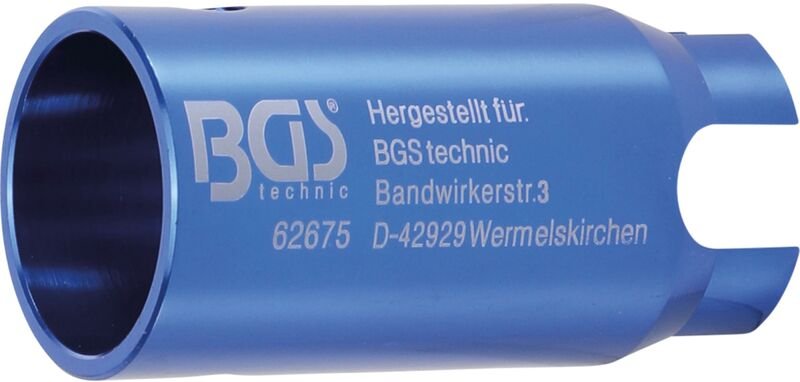 BGS®
technic
62675
Hergestellt für.
BGS technic
Bandwirkerstr.3
D-42929 Wermelskirchen